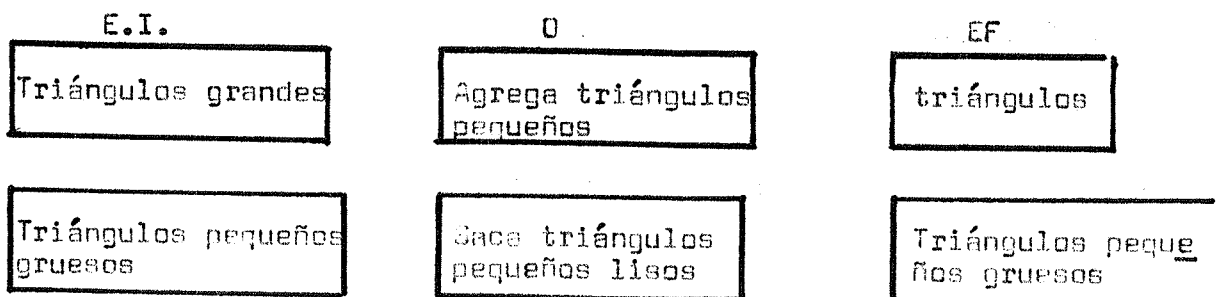 E.I.
O
EF
Triángulos grandes
Agrega triángulos
pequeños
triángulos
Triángulos pequeños
gruesos
Saca triángulos
pequeños lisos
Triángulos peque
ños gruesos